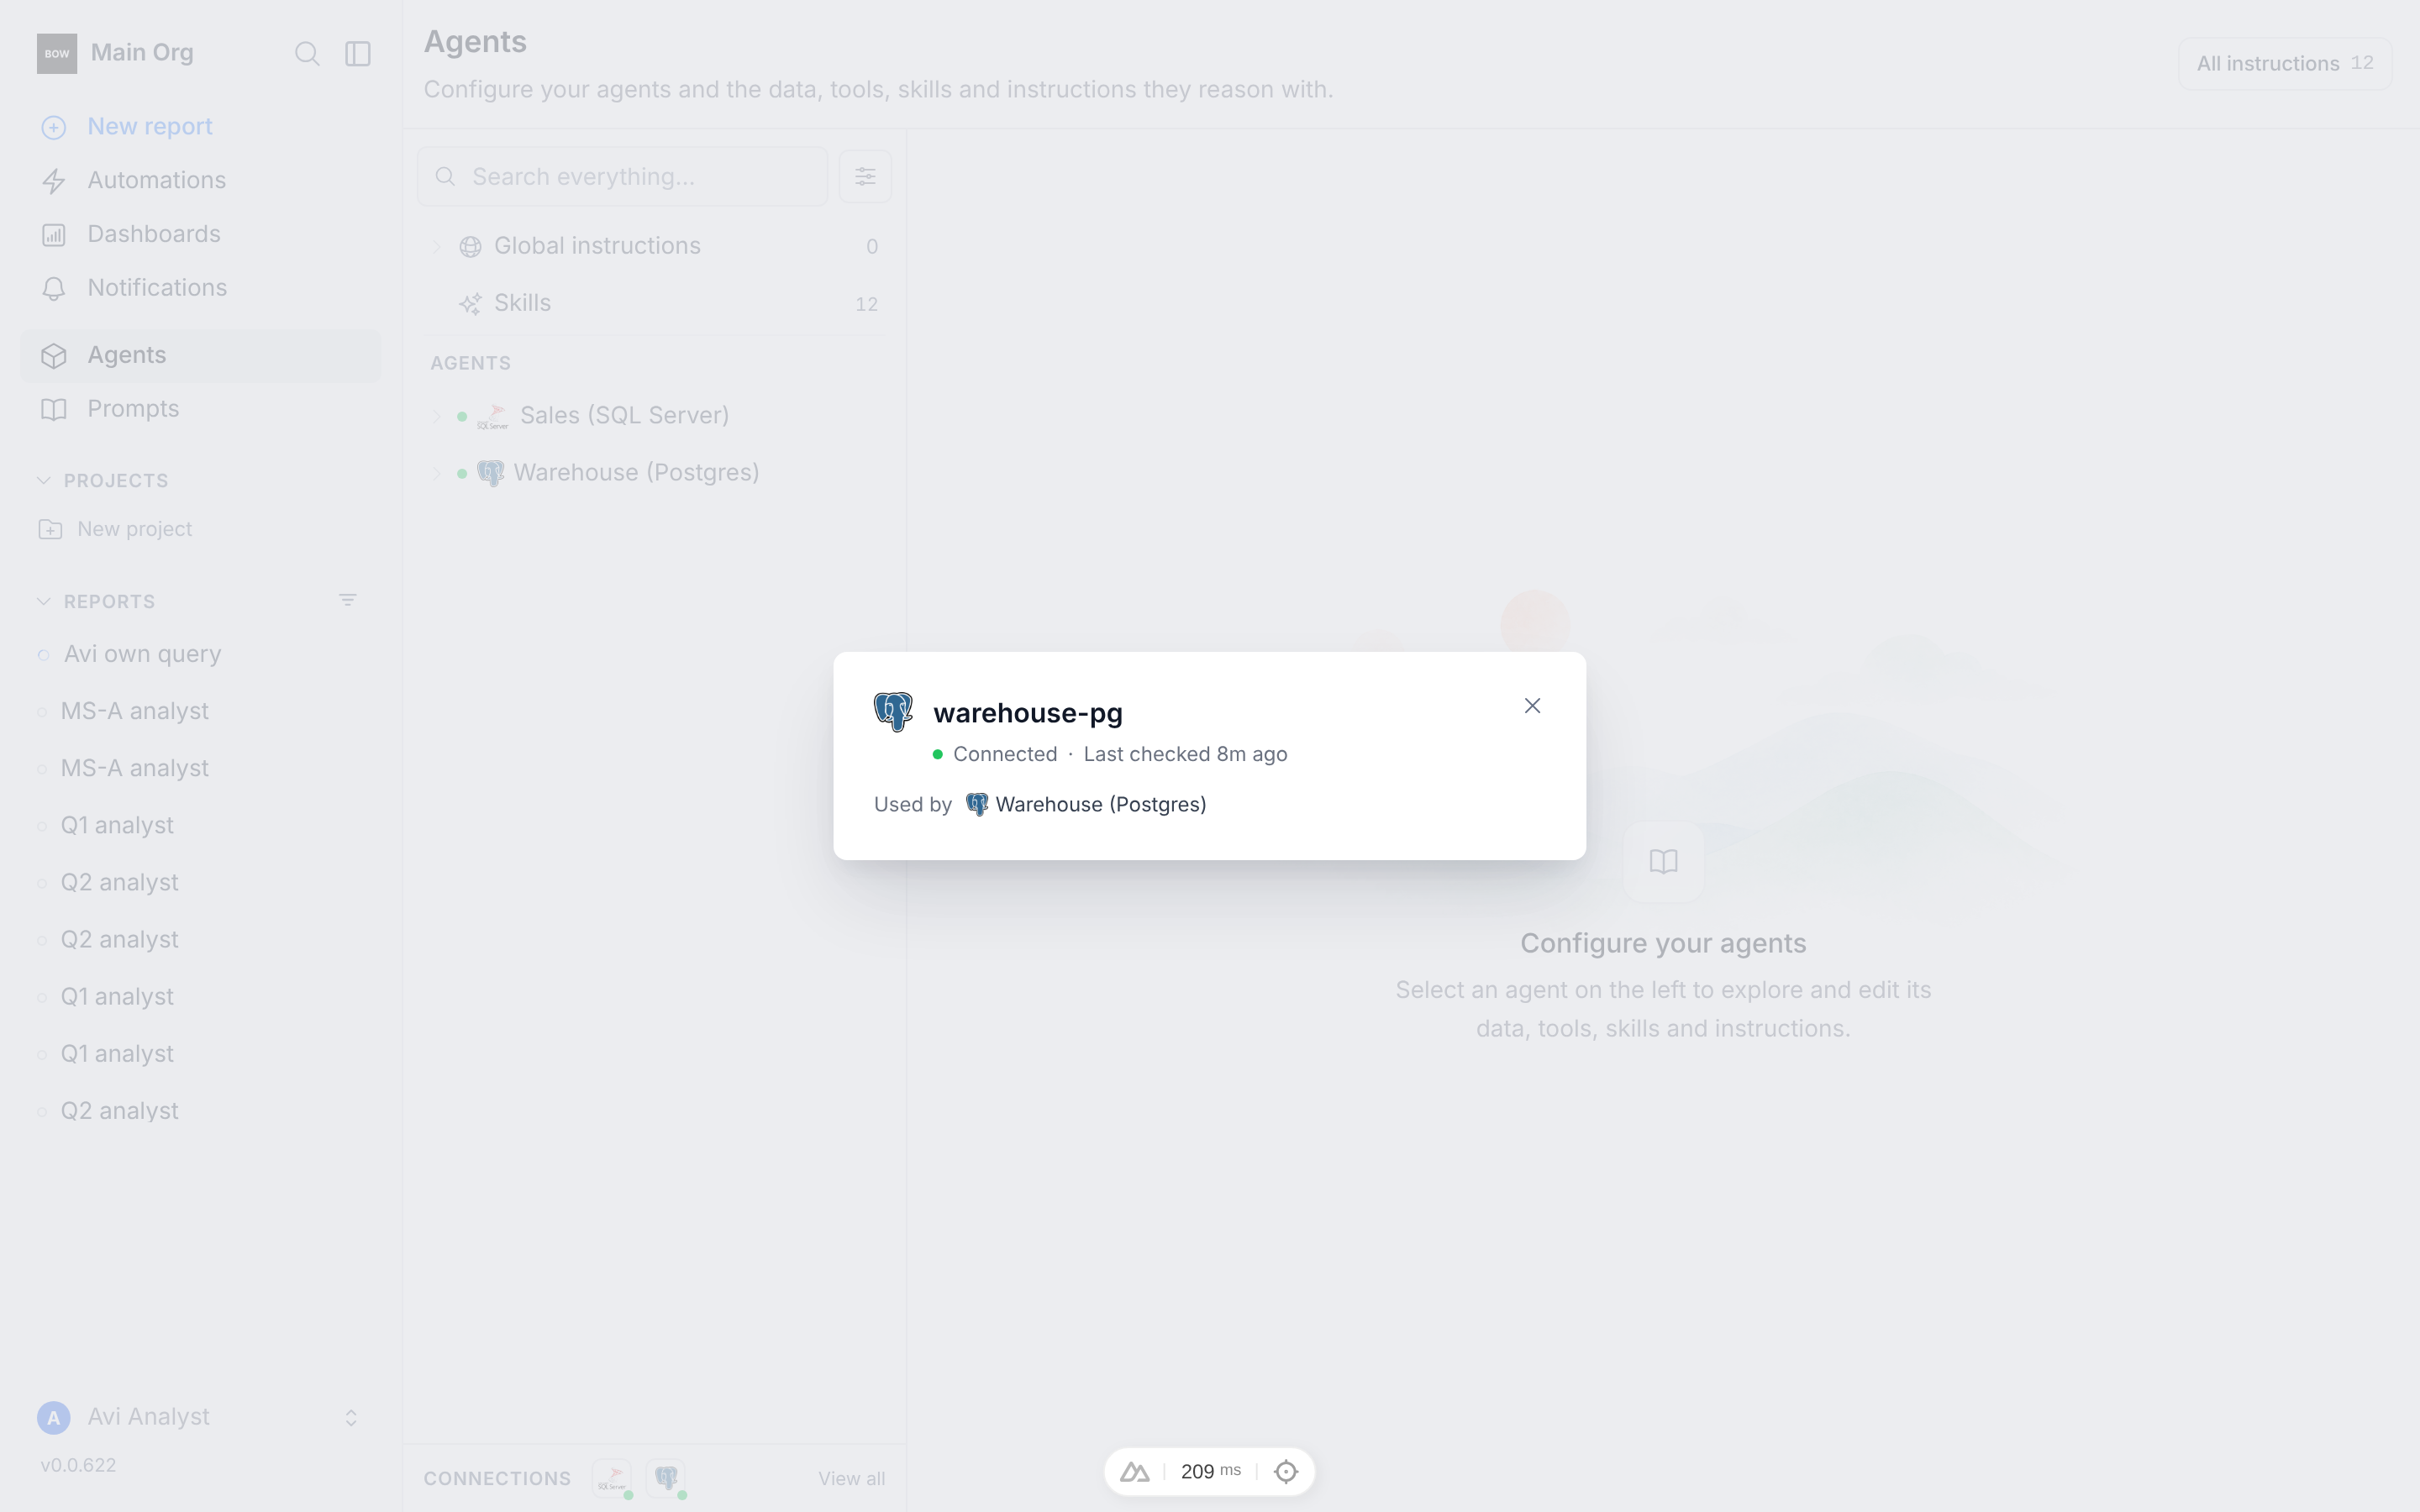 BOW Main Org
New report
Automations
Dashboards
Notifications
Agents
Prompts
PROJECTS
New project
REPORTS
Avi own query
MS-A analyst
MS-A analyst
Q1 analyst
Q2 analyst
Q2 analyst
Q1 analyst
Q1 analyst
Q2 analyst
A Avi Analyst
v0.0.622
Agents
Configure your agents and the data, tools, skills and instructions they reason with.
All instructions 12
Search everything...
Global instructions 0
Skills 12
AGENTS
SQL Server Sales (SQL Server)
Warehouse (Postgres)
CONNECTIONS SQL Server View all
warehouse-pg
Connected · Last checked 8m ago
Used by Warehouse (Postgres)
Configure your agents
Select an agent on the left to explore and edit its
data, tools, skills and instructions.
209 ms